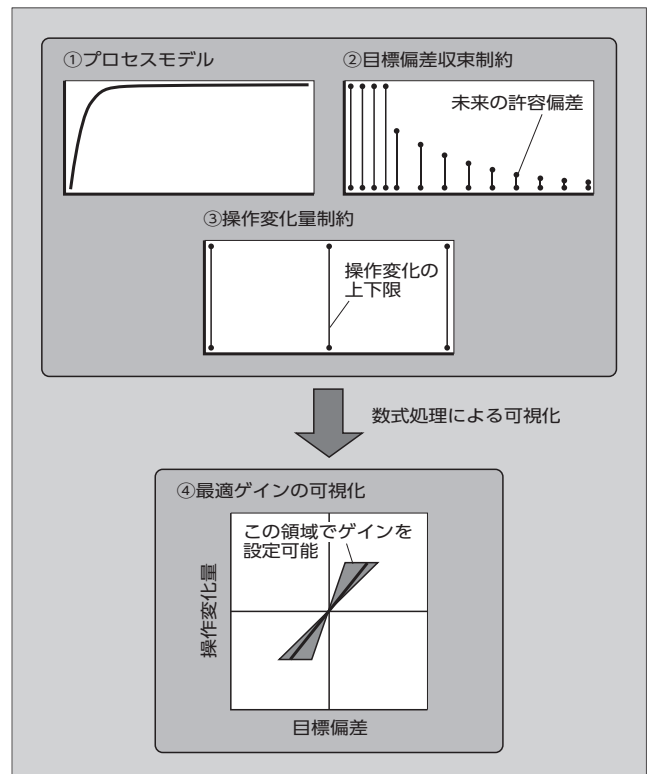 ①プロセスモデル
②目標偏差収束制約
未来の許容偏差
③操作変化量制約
操作変化の
上下限
数式処理による可視化
④最適ゲインの可視化
この領域でゲインを
設定可能
操作変化量
目標偏差